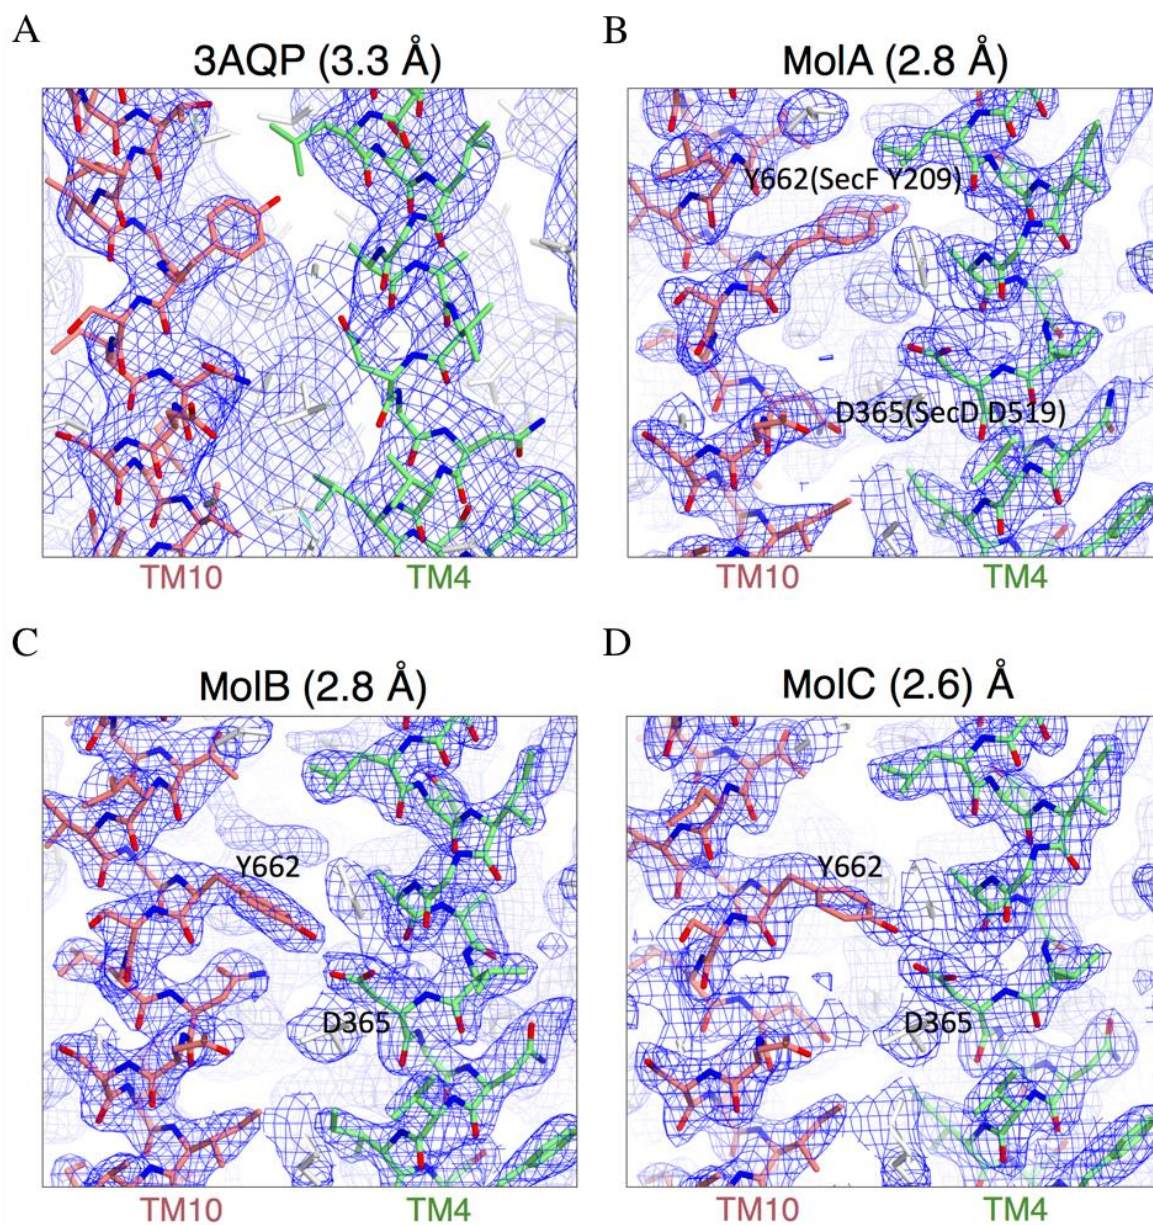 A
3AQP (3.3 Å)
TM10 TM4
B
MolA (2.8 Å)
Y662(SecF Y209)
D365(SecD D519)
TM10 TM4
C
MolB (2.8 Å)
Y662
D365
TM10 TM4
D
MolC (2.6) Å
Y662
D365
TM10 TM4